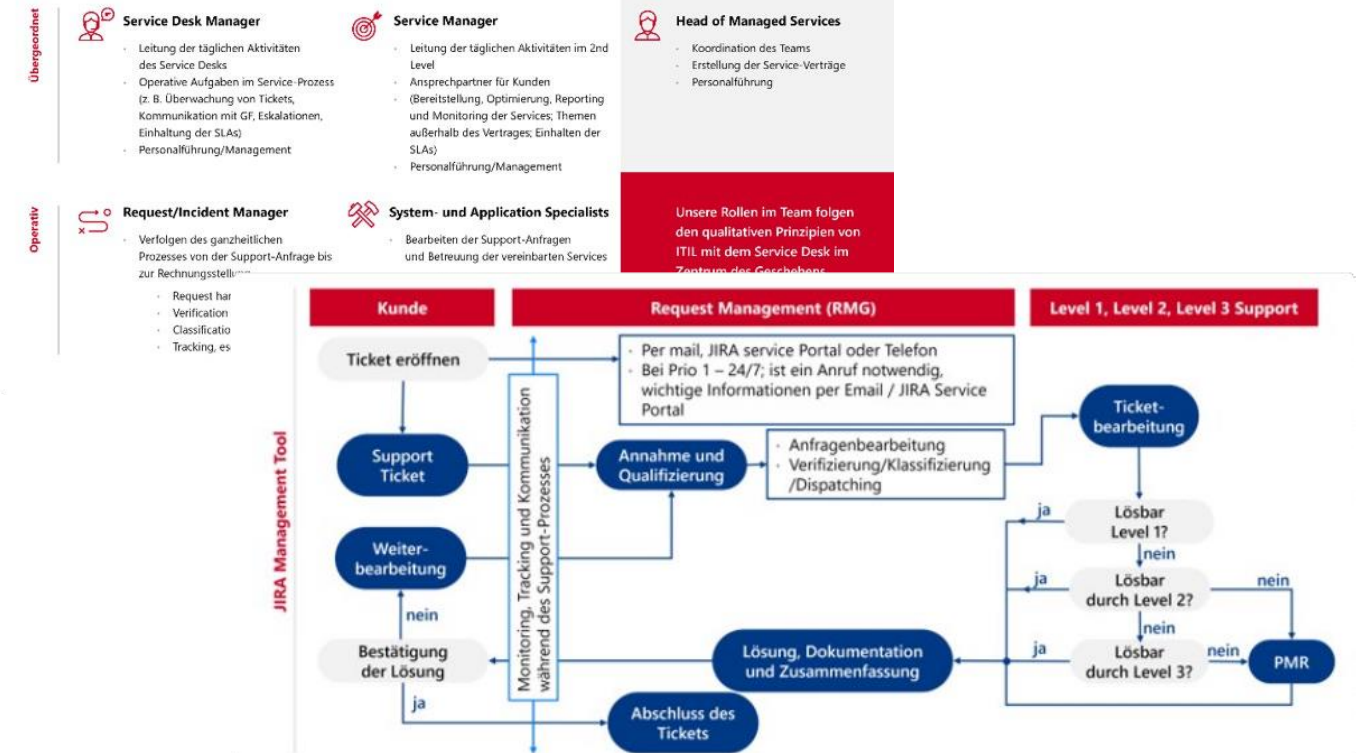 Übergeordnet
Service Desk Manager
· Leitung der täglichen Aktivitäten
des Service Desks
· Operative Aufgaben im Service-Prozess
(z. B. Überwachung von Tickets,
Kommunikation mit GF, Eskalationen,
Einhaltung der SLAs)
· Personalführung/Management
Service Manager
· Leitung der täglichen Aktivitäten im 2nd
Level
· Ansprechpartner für Kunden
· (Bereitstellung, Optimierung, Reporting
und Monitoring der Services; Themen
außerhalb des Vertrages; Einhalten der
SLAs)
· Personalführung/Management
Head of Managed Services
· Koordination des Teams
· Erstellung der Service-Verträge
· Personalführung
Operativ
Request/Incident Manager
· Verfolgen des ganzheitlichen
Prozesses von der Support-Anfrage bis
zur
· Request
· Verification
·
· Tracking,
System- und Application Specialists
· Bearbeiten der Support-Anfragen
und Betreuung der vereinbarten Services
Unsere Rollen im Team folgen
den qualitativen Prinzipien von
ITIL mit dem Service Desk im
Zentrum des Geschehens
JIRA Management Tool
Kunde
Request Management (RMG)
Level 1, Level 2, Level 3 Support
Ticket eröffnen
· Per mail, JIRA service Portal oder Telefon
· Bei Prio 1 – 24/7; ist ein Anruf notwendig,
wichtige Informationen per Email / JIRA Service
Portal
Monitoring, Tracking und Kommunikation
während des Support-Prozesses
Ticket-
bearbeitung
Support
Ticket
Annahme und
Qualifizierung
· Anfragenbearbeitung
· Verifizierung/Klassifizierung
/Dispatching
ja
Lösbar
Level 1?
nein
Weiter-
bearbeitung
ja
Lösbar
durch Level 2?
nein
nein
nein
Bestätigung
der Lösung
Lösung, Dokumentation
und Zusammenfassung
ja
Lösbar
durch Level 3?
nein
PMR
ja
Abschluss des
Tickets